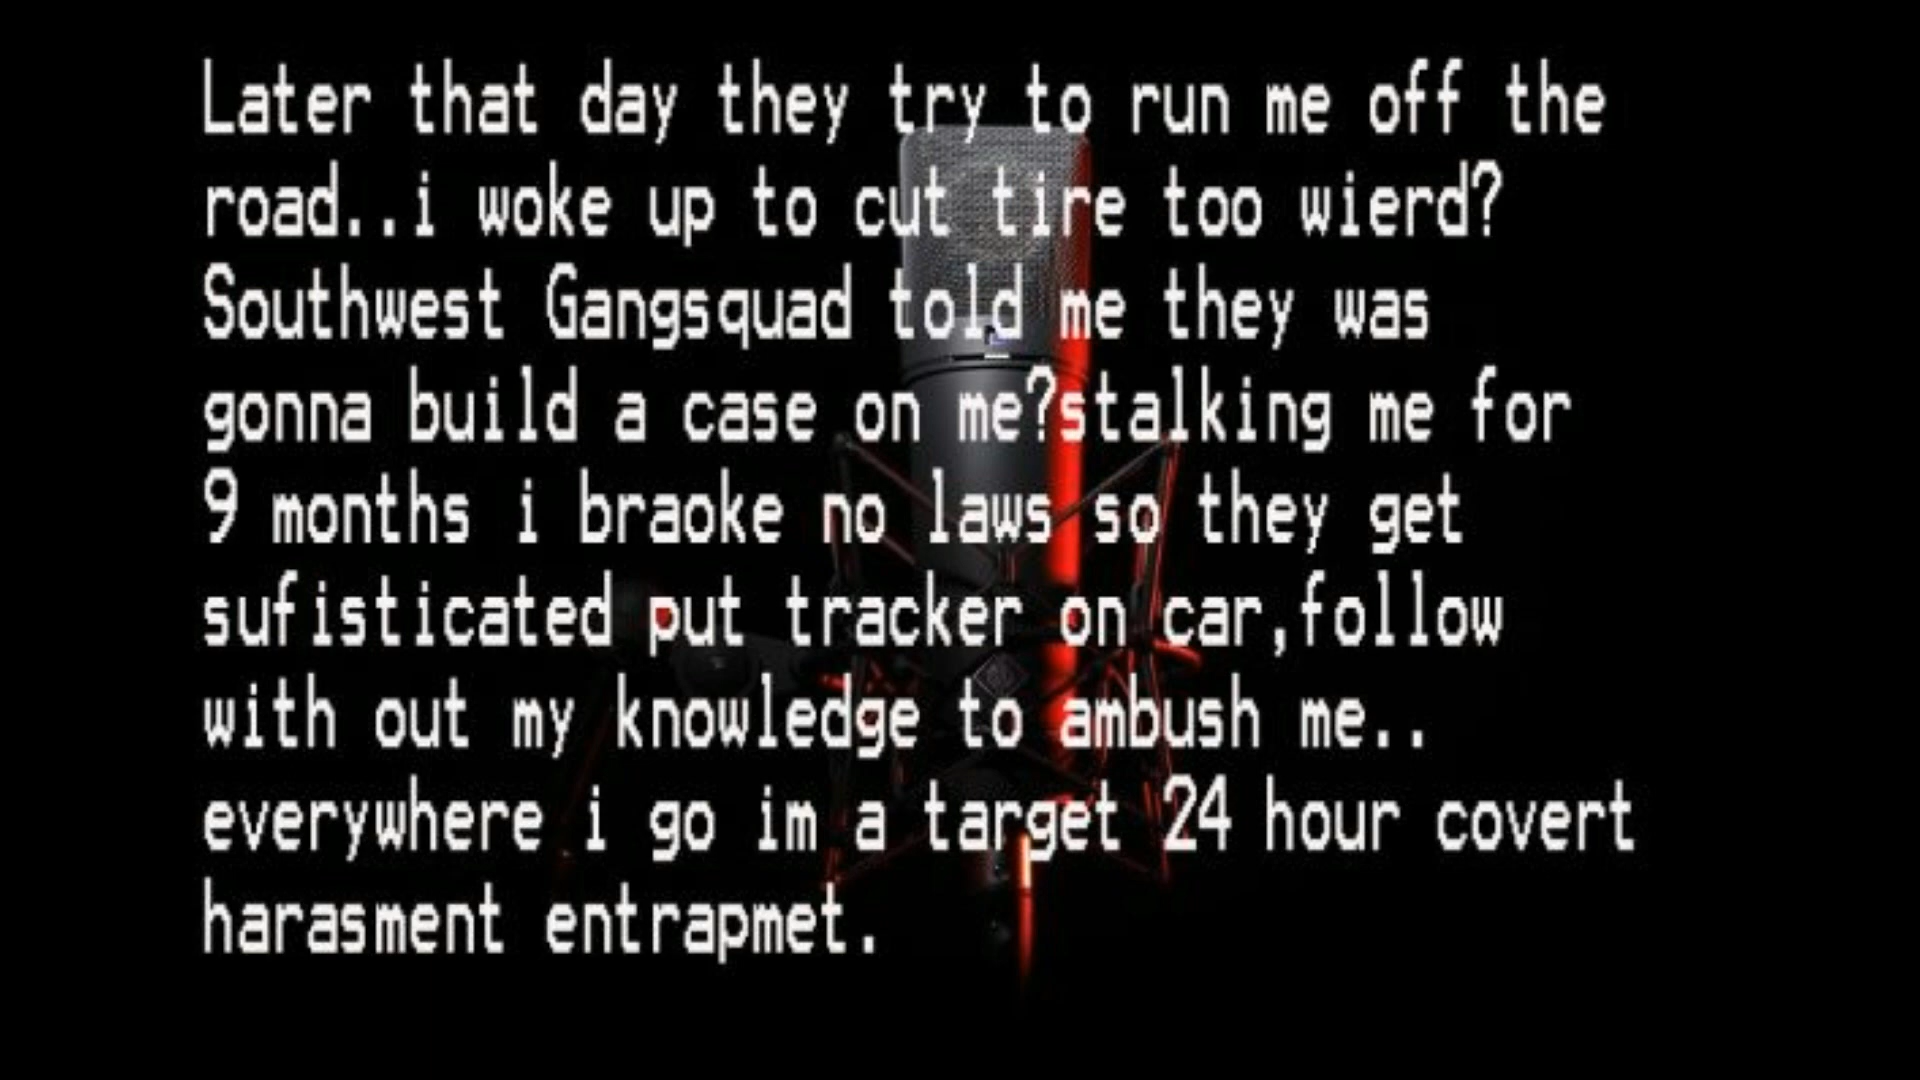 Later that day they try to run me off the
road..i woke up to cut tire too wierd?
Southwest Gangsquad told me they was
gonna build a case on me?stalking me for
9 months i braoke no laws so they get
sufisticated put tracker on car,follow
with out my knowledge to ambush me..
everywhere i go im a target 24 hour covert
harasment entrapmet.